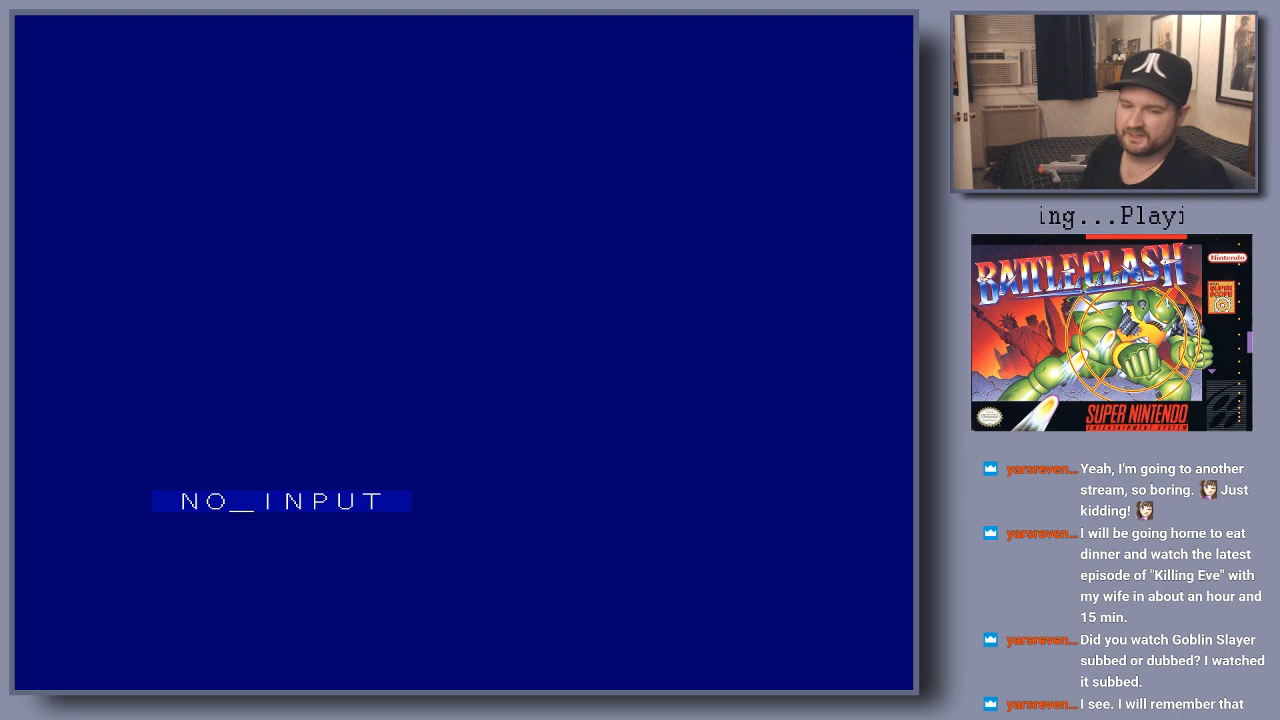 NO_INPUT
ing...Playi
BATTLECLASH
Nintendo
SUPER NINTENDO
ENTERTAINMENT SYSTEM
yarsreven... Yeah, I'm going to another
stream, so boring. Just
kidding!
yarsreven... I will be going home to eat
dinner and watch the latest
episode of "Killing Eve" with
my wife in about an hour and
15 min.
yarsreven... Did you watch Goblin Slayer
subbed or dubbed? I watched
it subbed.
yarsreven... I see. I will remember that